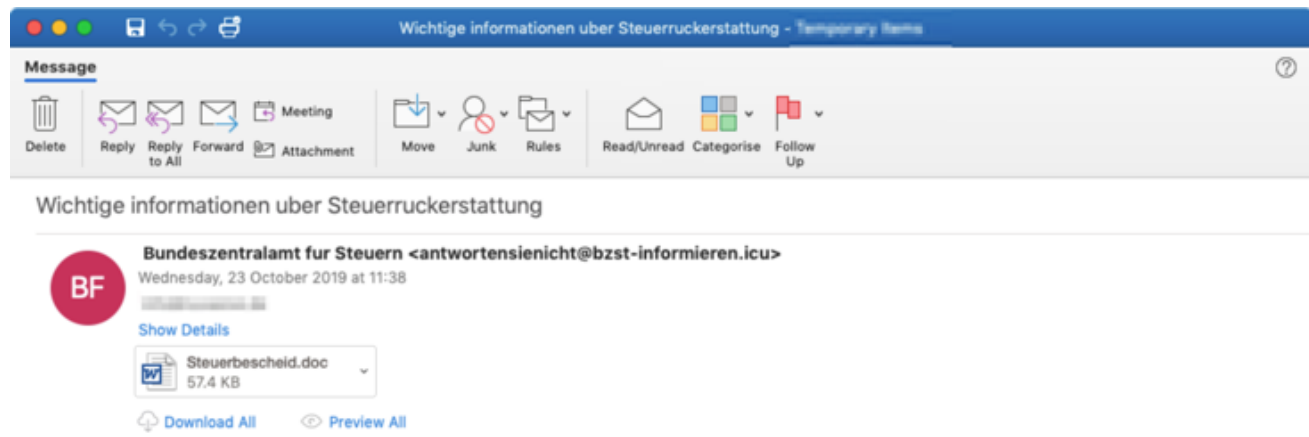 Wichtige informationen uber Steuerruckerstattung -
Message
Delete
Reply
Reply to All
Forward
Meeting
Attachment
Move
Junk
Rules
Read/Unread
Categorise
Follow Up
Wichtige informationen uber Steuerruckerstattung
BF
Bundeszentralamt fur Steuern <antwortensienicht@bzst-informieren.icu>
Wednesday, 23 October 2019 at 11:38
Show Details
Steuerbescheid.doc
57.4 KB
Download All
Preview All